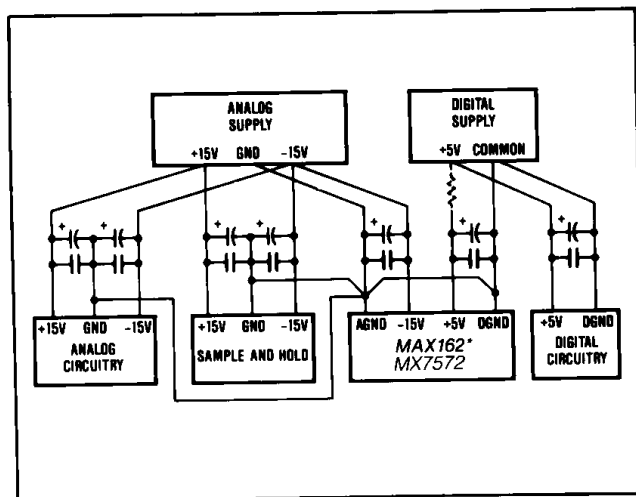 ANALOG
SUPPLY
+15V GND -15V
DIGITAL
SUPPLY
+5V COMMON
+ +
+ +
+
+
+
+15V GND -15V
ANALOG
CIRCUITRY
+15V GND -15V
SAMPLE AND HOLD
AGND -15V +5V DGND
MAX162*
MX7572
+5V DGND
DIGITAL
CIRCUITRY